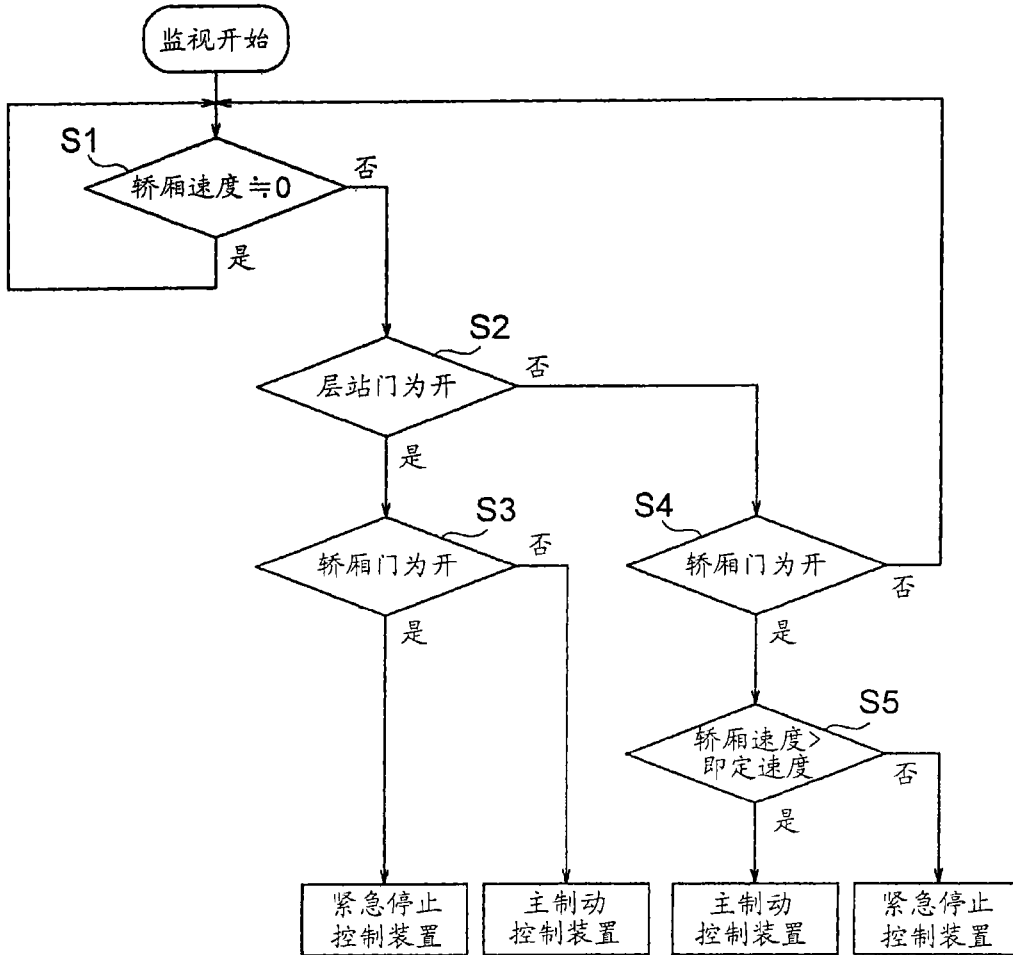 监视开始
S1
轿厢速度≒0
否
是
S2
层站门为开
否
是
S3
轿厢门为开
否
是
S4
轿厢门为开
否
是
S5
轿厢速度>
即定速度
否
是
紧急停止
控制装置
主制动
控制装置
主制动
控制装置
紧急停止
控制装置